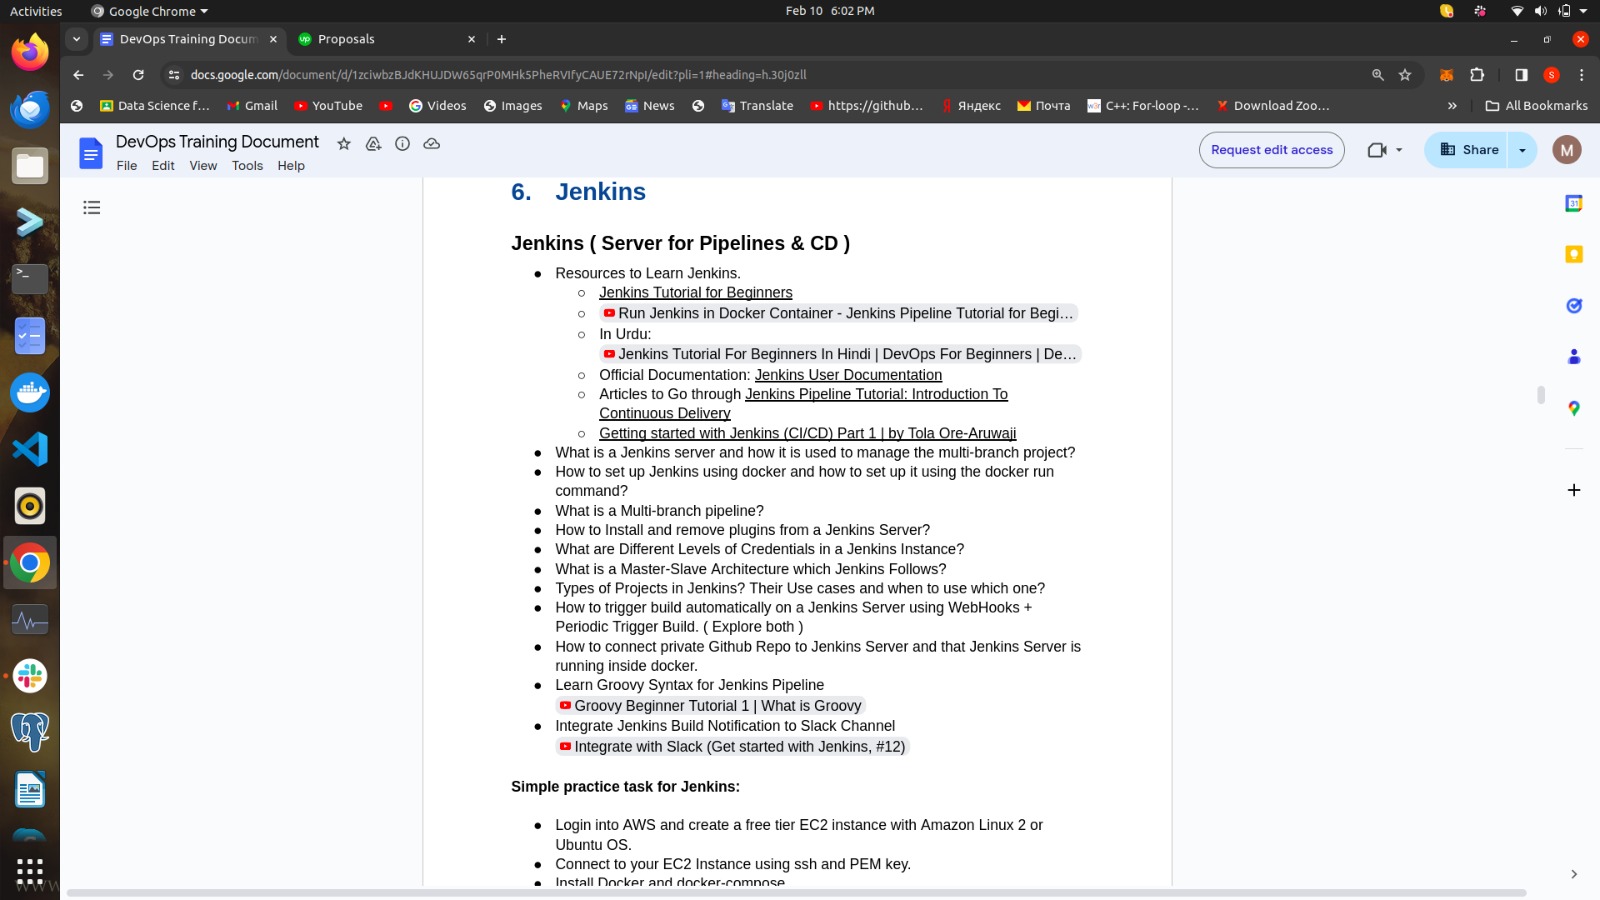 Activities
Google Chrome
Feb 10 6:02 PM
DevOps Training Docum
Proposals
docs.google.com/document/d/1zciwbzBJdKHUJDW65qrP0MHk5PheRVIfyCAUE72rNpI/edit?pli=1#heading=h.30j0zll
S
Data Science f...
Gmail
YouTube
Videos
Images
Maps
News
Translate
https://github...
Яндекс
Почта
C++: For-loop -...
Download Zoo...
All Bookmarks
DevOps Training Document
File Edit View Tools Help
Request edit access
Share
M
6. Jenkins
Jenkins ( Server for Pipelines & CD )
● Resources to Learn Jenkins.
○ Jenkins Tutorial for Beginners
○ Run Jenkins in Docker Container - Jenkins Pipeline Tutorial for Begi...
○ In Urdu:
Jenkins Tutorial For Beginners In Hindi | DevOps For Beginners | De...
○ Official Documentation: Jenkins User Documentation
○ Articles to Go through Jenkins Pipeline Tutorial: Introduction To
Continuous Delivery
○ Getting started with Jenkins (CI/CD) Part 1 | by Tola Ore-Aruwaji
● What is a Jenkins server and how it is used to manage the multi-branch project?
● How to set up Jenkins using docker and how to set up it using the docker run
command?
● What is a Multi-branch pipeline?
● How to Install and remove plugins from a Jenkins Server?
● What are Different Levels of Credentials in a Jenkins Instance?
● What is a Master-Slave Architecture which Jenkins Follows?
● Types of Projects in Jenkins? Their Use cases and when to use which one?
● How to trigger build automatically on a Jenkins Server using WebHooks +
Periodic Trigger Build. ( Explore both )
● How to connect private Github Repo to Jenkins Server and that Jenkins Server is
running inside docker.
● Learn Groovy Syntax for Jenkins Pipeline
Groovy Beginner Tutorial 1 | What is Groovy
● Integrate Jenkins Build Notification to Slack Channel
Integrate with Slack (Get started with Jenkins, #12)
Simple practice task for Jenkins:
● Login into AWS and create a free tier EC2 instance with Amazon Linux 2 or
Ubuntu OS.
● Connect to your EC2 Instance using ssh and PEM key.
● Install Docker and docker-compose